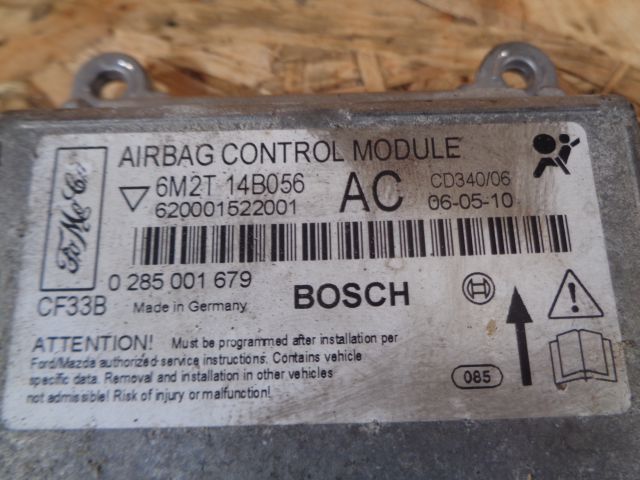 AIRBAG CONTROL MODULE
FoMoCo
6M2T 14B056 AC CD340/06
620001522001 06-05-10
0 285 001 679
CF33B Made in Germany BOSCH
ATTENTION! Must be programmed after installation per
Ford/Mazda authorized service instructions. Contains vehicle
specific data. Removal and installation in other vehicles
not admissible! Risk of injury or malfunction!
085